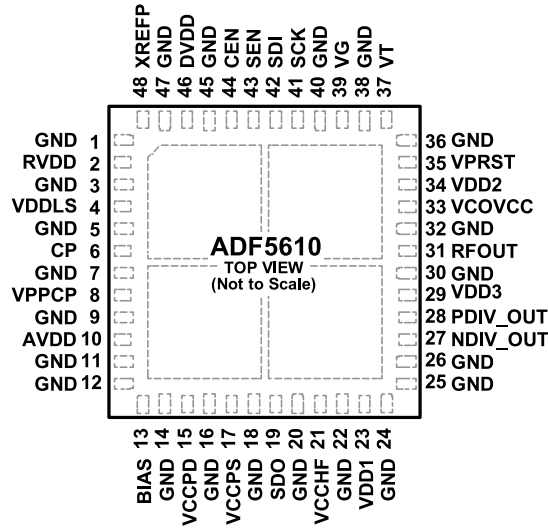 48 XREFP
47 GND
46 DVDD
45 GND
44 CEN
43 SEN
42 SDI
41 SCK
40 GND
39 VG
38 GND
37 VT
GND 1
RVDD 2
GND 3
VDDLS 4
GND 5
CP 6
GND 7
VPPCP 8
GND 9
AVDD 10
GND 11
GND 12
ADF5610
TOP VIEW
(Not to Scale)
36 GND
35 VPRST
34 VDD2
33 VCOVCC
32 GND
31 RFOUT
30 GND
29 VDD3
28 PDIV_OUT
27 NDIV_OUT
26 GND
25 GND
BIAS 13
GND 14
VCCPD 15
GND 16
VCCPS 17
GND 18
SDO 19
GND 20
VCCHF 21
GND 22
VDD1 23
GND 24